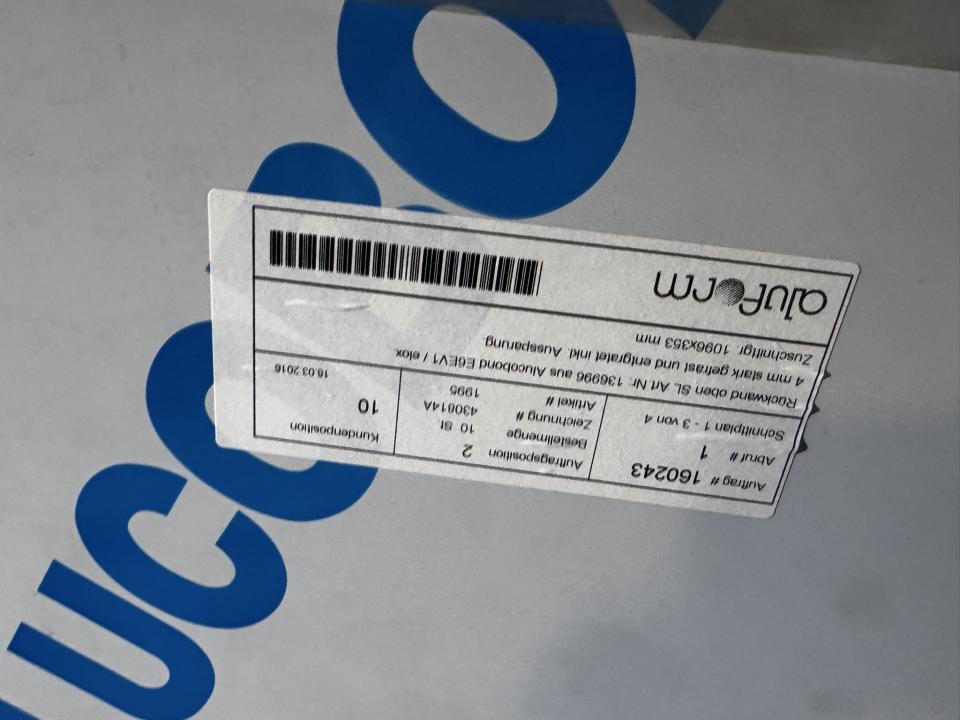 Auftrag # 160243
Abruf # 1
Schnittplan 1 - 3 von 4
Auftragsposition 2
Bestellmenge 10 St
Zeichnung # 430814A
Artikel # 1995
Kundenposition
10
16.03.2016
Rückwand oben SL Art Nr. 136996 aus Alucobond E6EV1 / elox
4 mm stark gefräst und entgratet inkl. Aussparung.
Zuschnittgr. 1096x353 mm
aluform